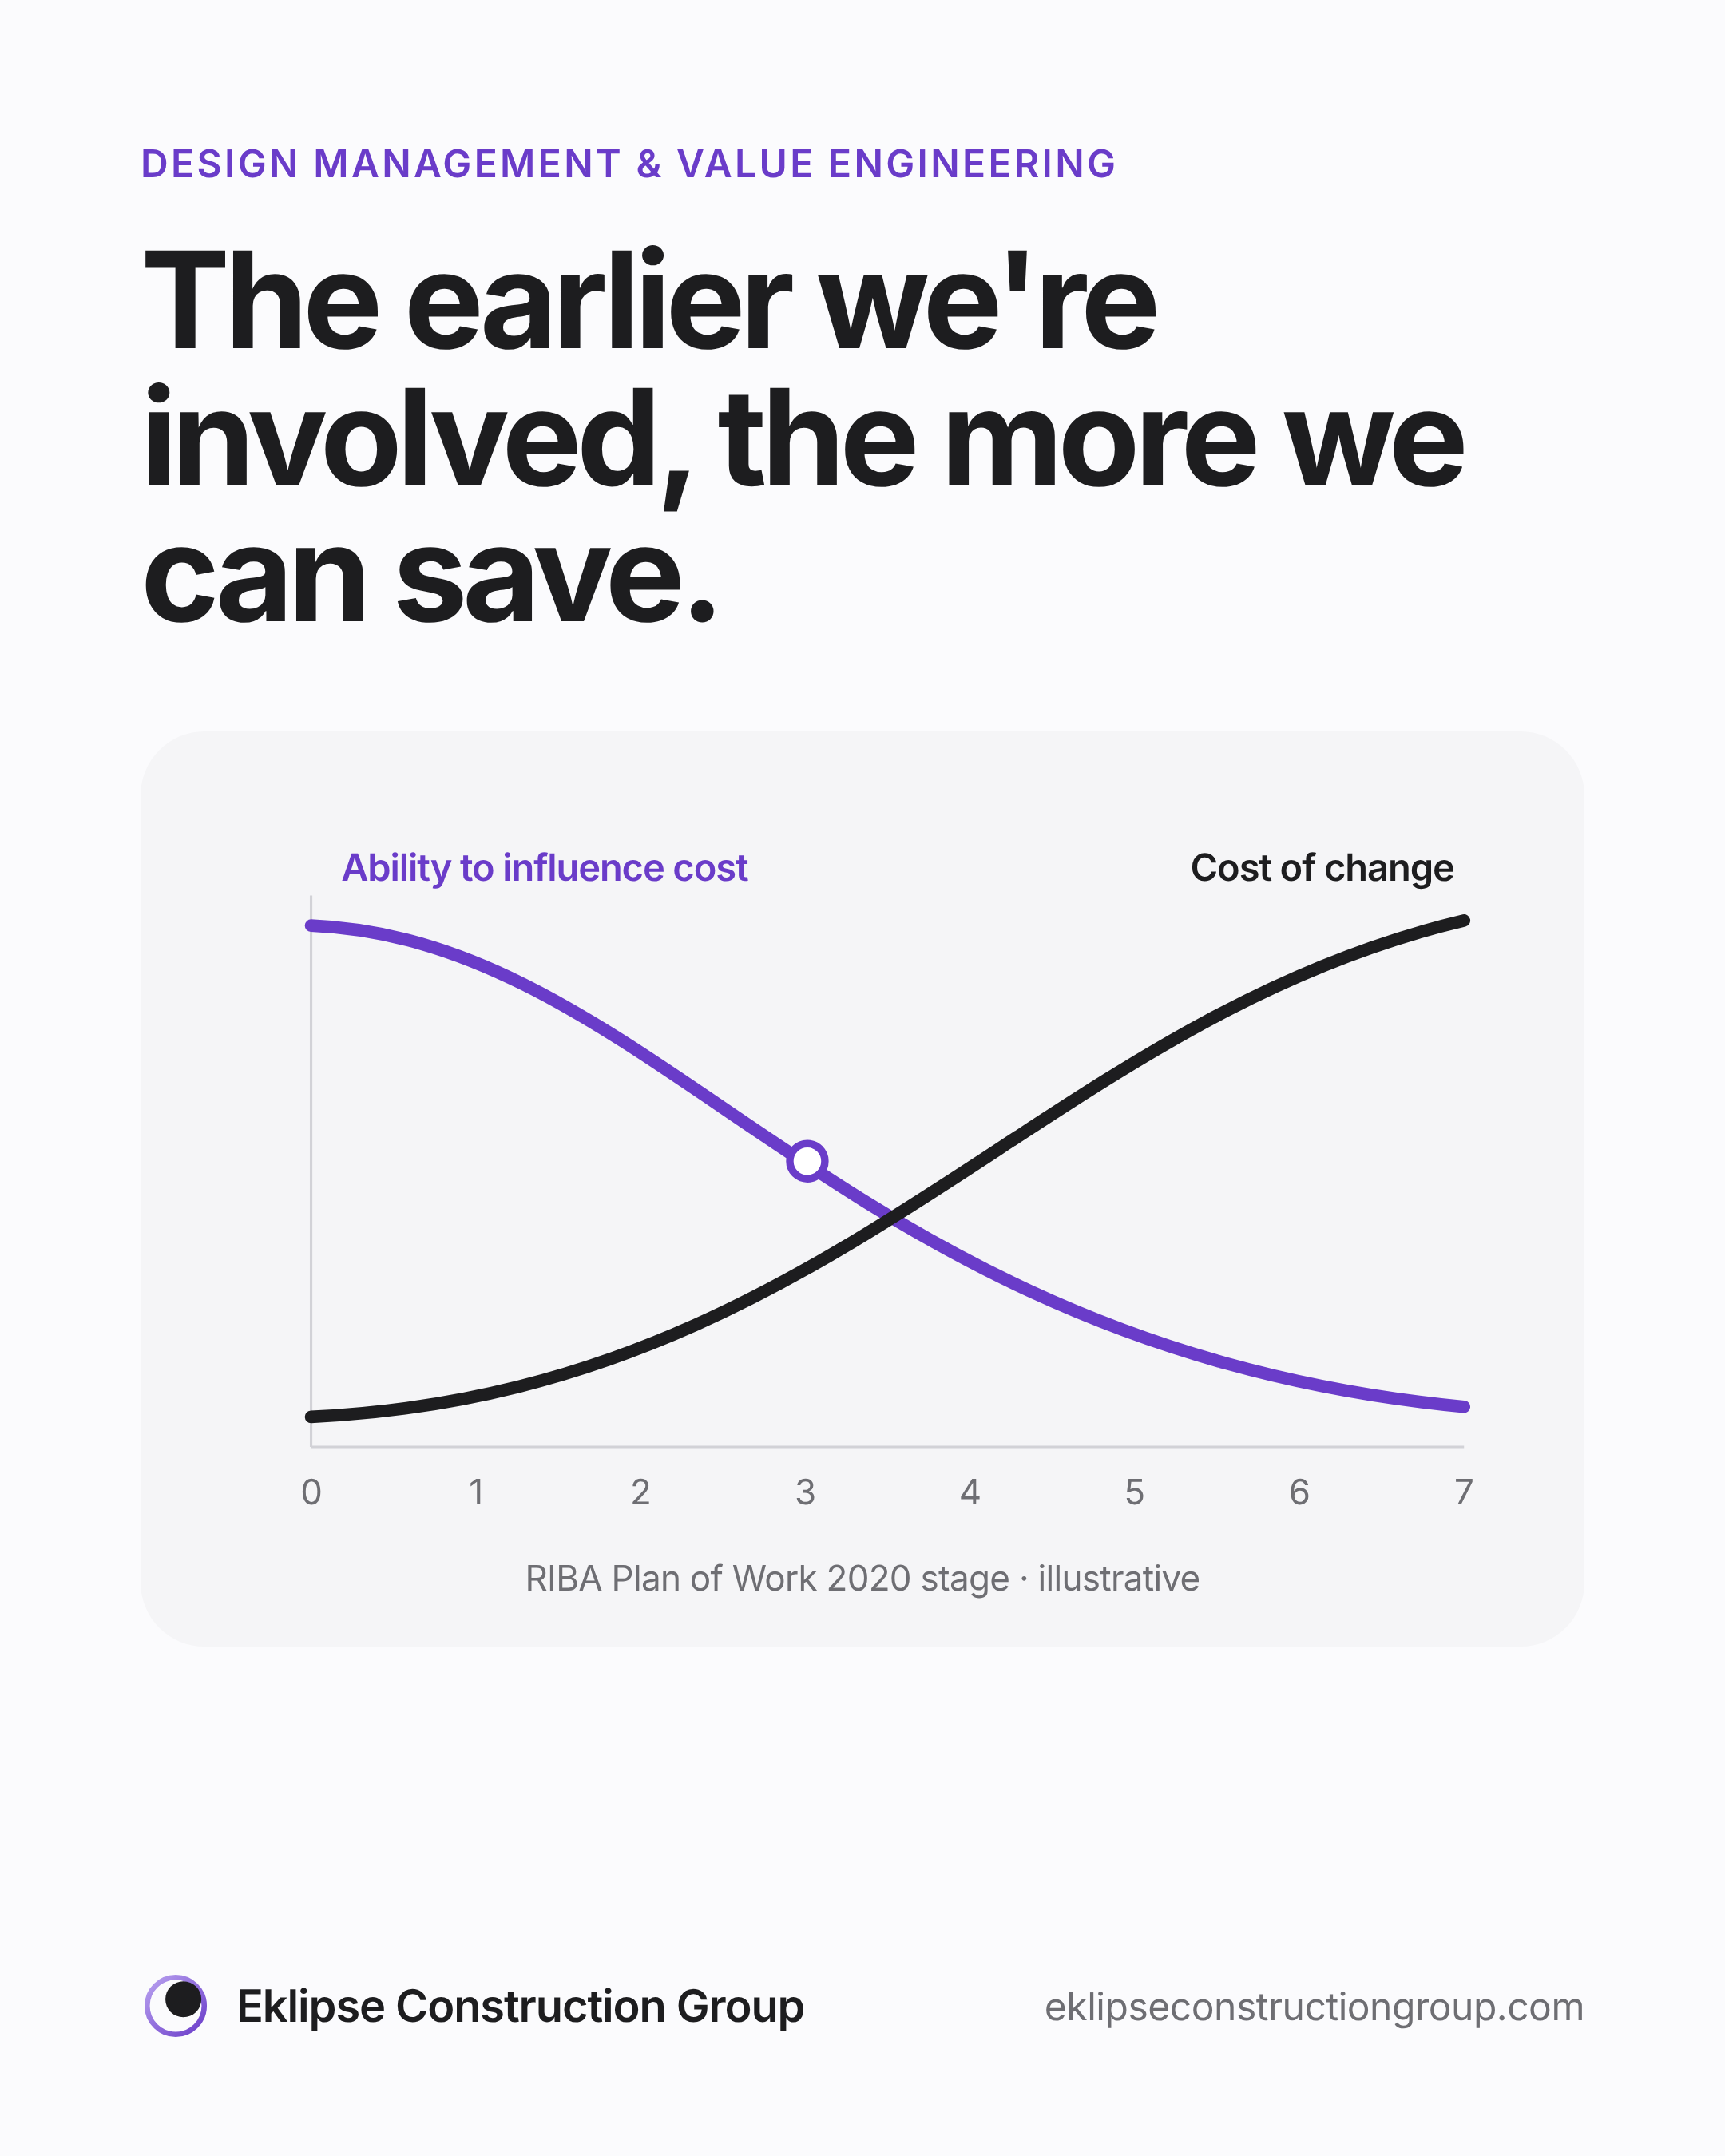 DESIGN MANAGEMENT & VALUE ENGINEERING
The earlier we're
involved, the more we
can save.
Ability to influence cost
Cost of change
0 1 2 3 4 5 6 7
RIBA Plan of Work 2020 stage · illustrative
Eklipse Construction Group
eklipseconstructiongroup.com